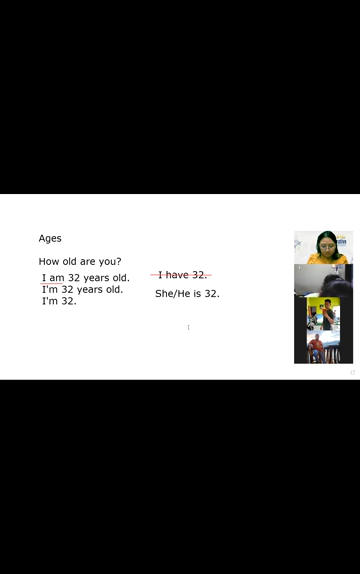 Ages
How old are you?
I am 32 years old.
I'm 32 years old.
I'm 32.
I have 32.
She/He is 32.